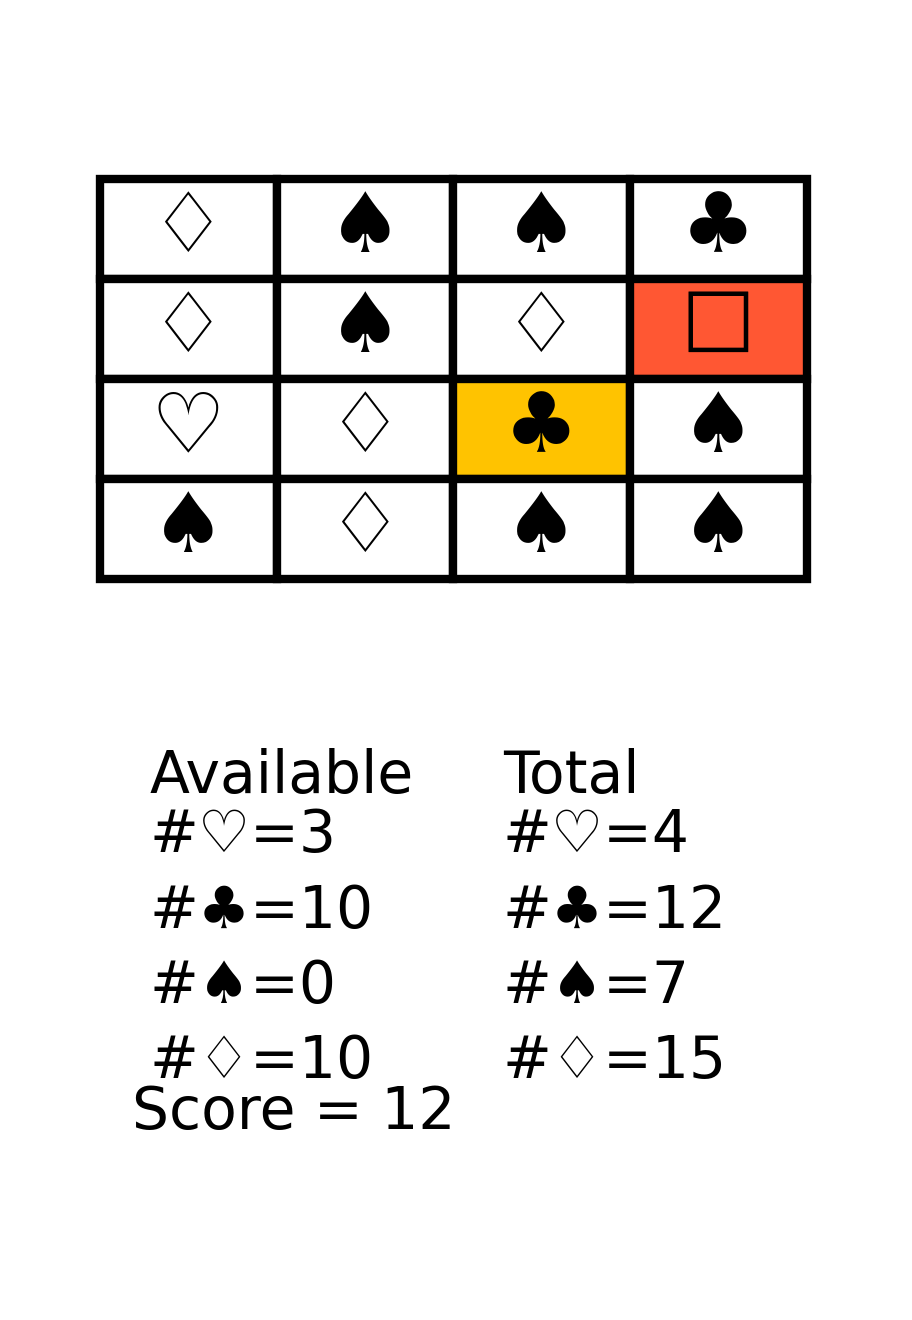 ♢ ♠ ♠ ♣
♢ ♠ ♢ □
♡ ♢ ♣ ♠
♠ ♢ ♠ ♠
Available Total
#♡=3 #♡=4
#♣=10 #♣=12
#♠=0 #♠=7
#♢=10 #♢=15
Score = 12